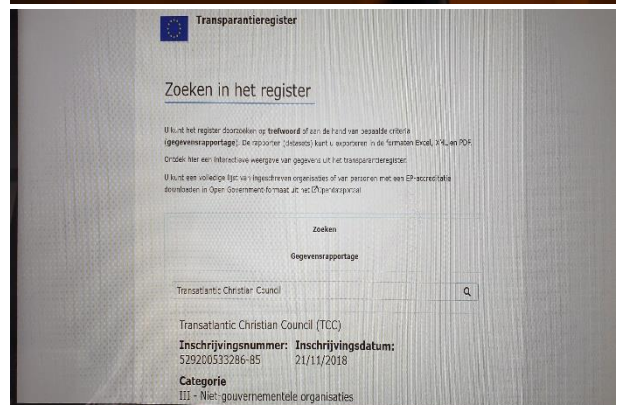 Transparantieregister
Zoeken in het register
U kunt het register doorzoeken op trefwoord of aan de hand van bepaalde criteria
(gegevensrapportage). De rapporten (datasets) kunt u exporteren in de formaten Excel, XML en PDF.
Ontdek hier een interactieve weergave van gegevens uit het transparantieregister.
U kunt een volledige lijst van ingeschreven organisaties of van personen met een EP-accreditatie
downloaden in Open Government-formaat uit het Opendataportaal
Zoeken
Gegevensrapportage
Transatlantic Christian Council
Transatlantic Christian Council (TCC)
Inschrijvingsnummer: Inschrijvingsdatum:
529200533286-85 21/11/2018
Categorie
III - Niet-gouvernementele organisaties